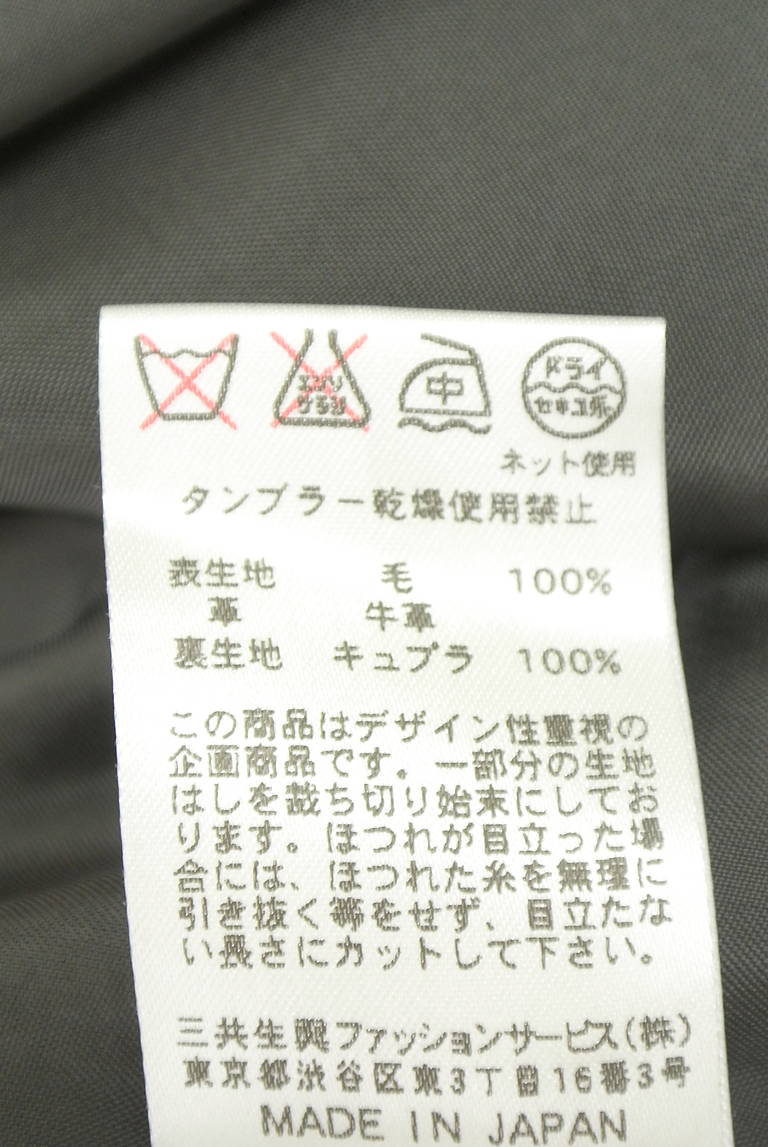 エンソ
サラシ
中
ドライ
セキユ系
ネット使用
タンブラー乾燥使用禁止
表生地 毛 100%
革 牛革
裏生地 キュプラ 100%
この商品はデザイン性重視の
企画商品です。一部分の生地
はしを裁ち切り始末にしてお
ります。ほつれが目立った場
合には、ほつれた糸を無理に
引き抜く等をせず、目立たな
い長さにカットして下さい。
三共生興ファッションサービス(株)
東京都渋谷区東3丁目16番3号
MADE IN JAPAN